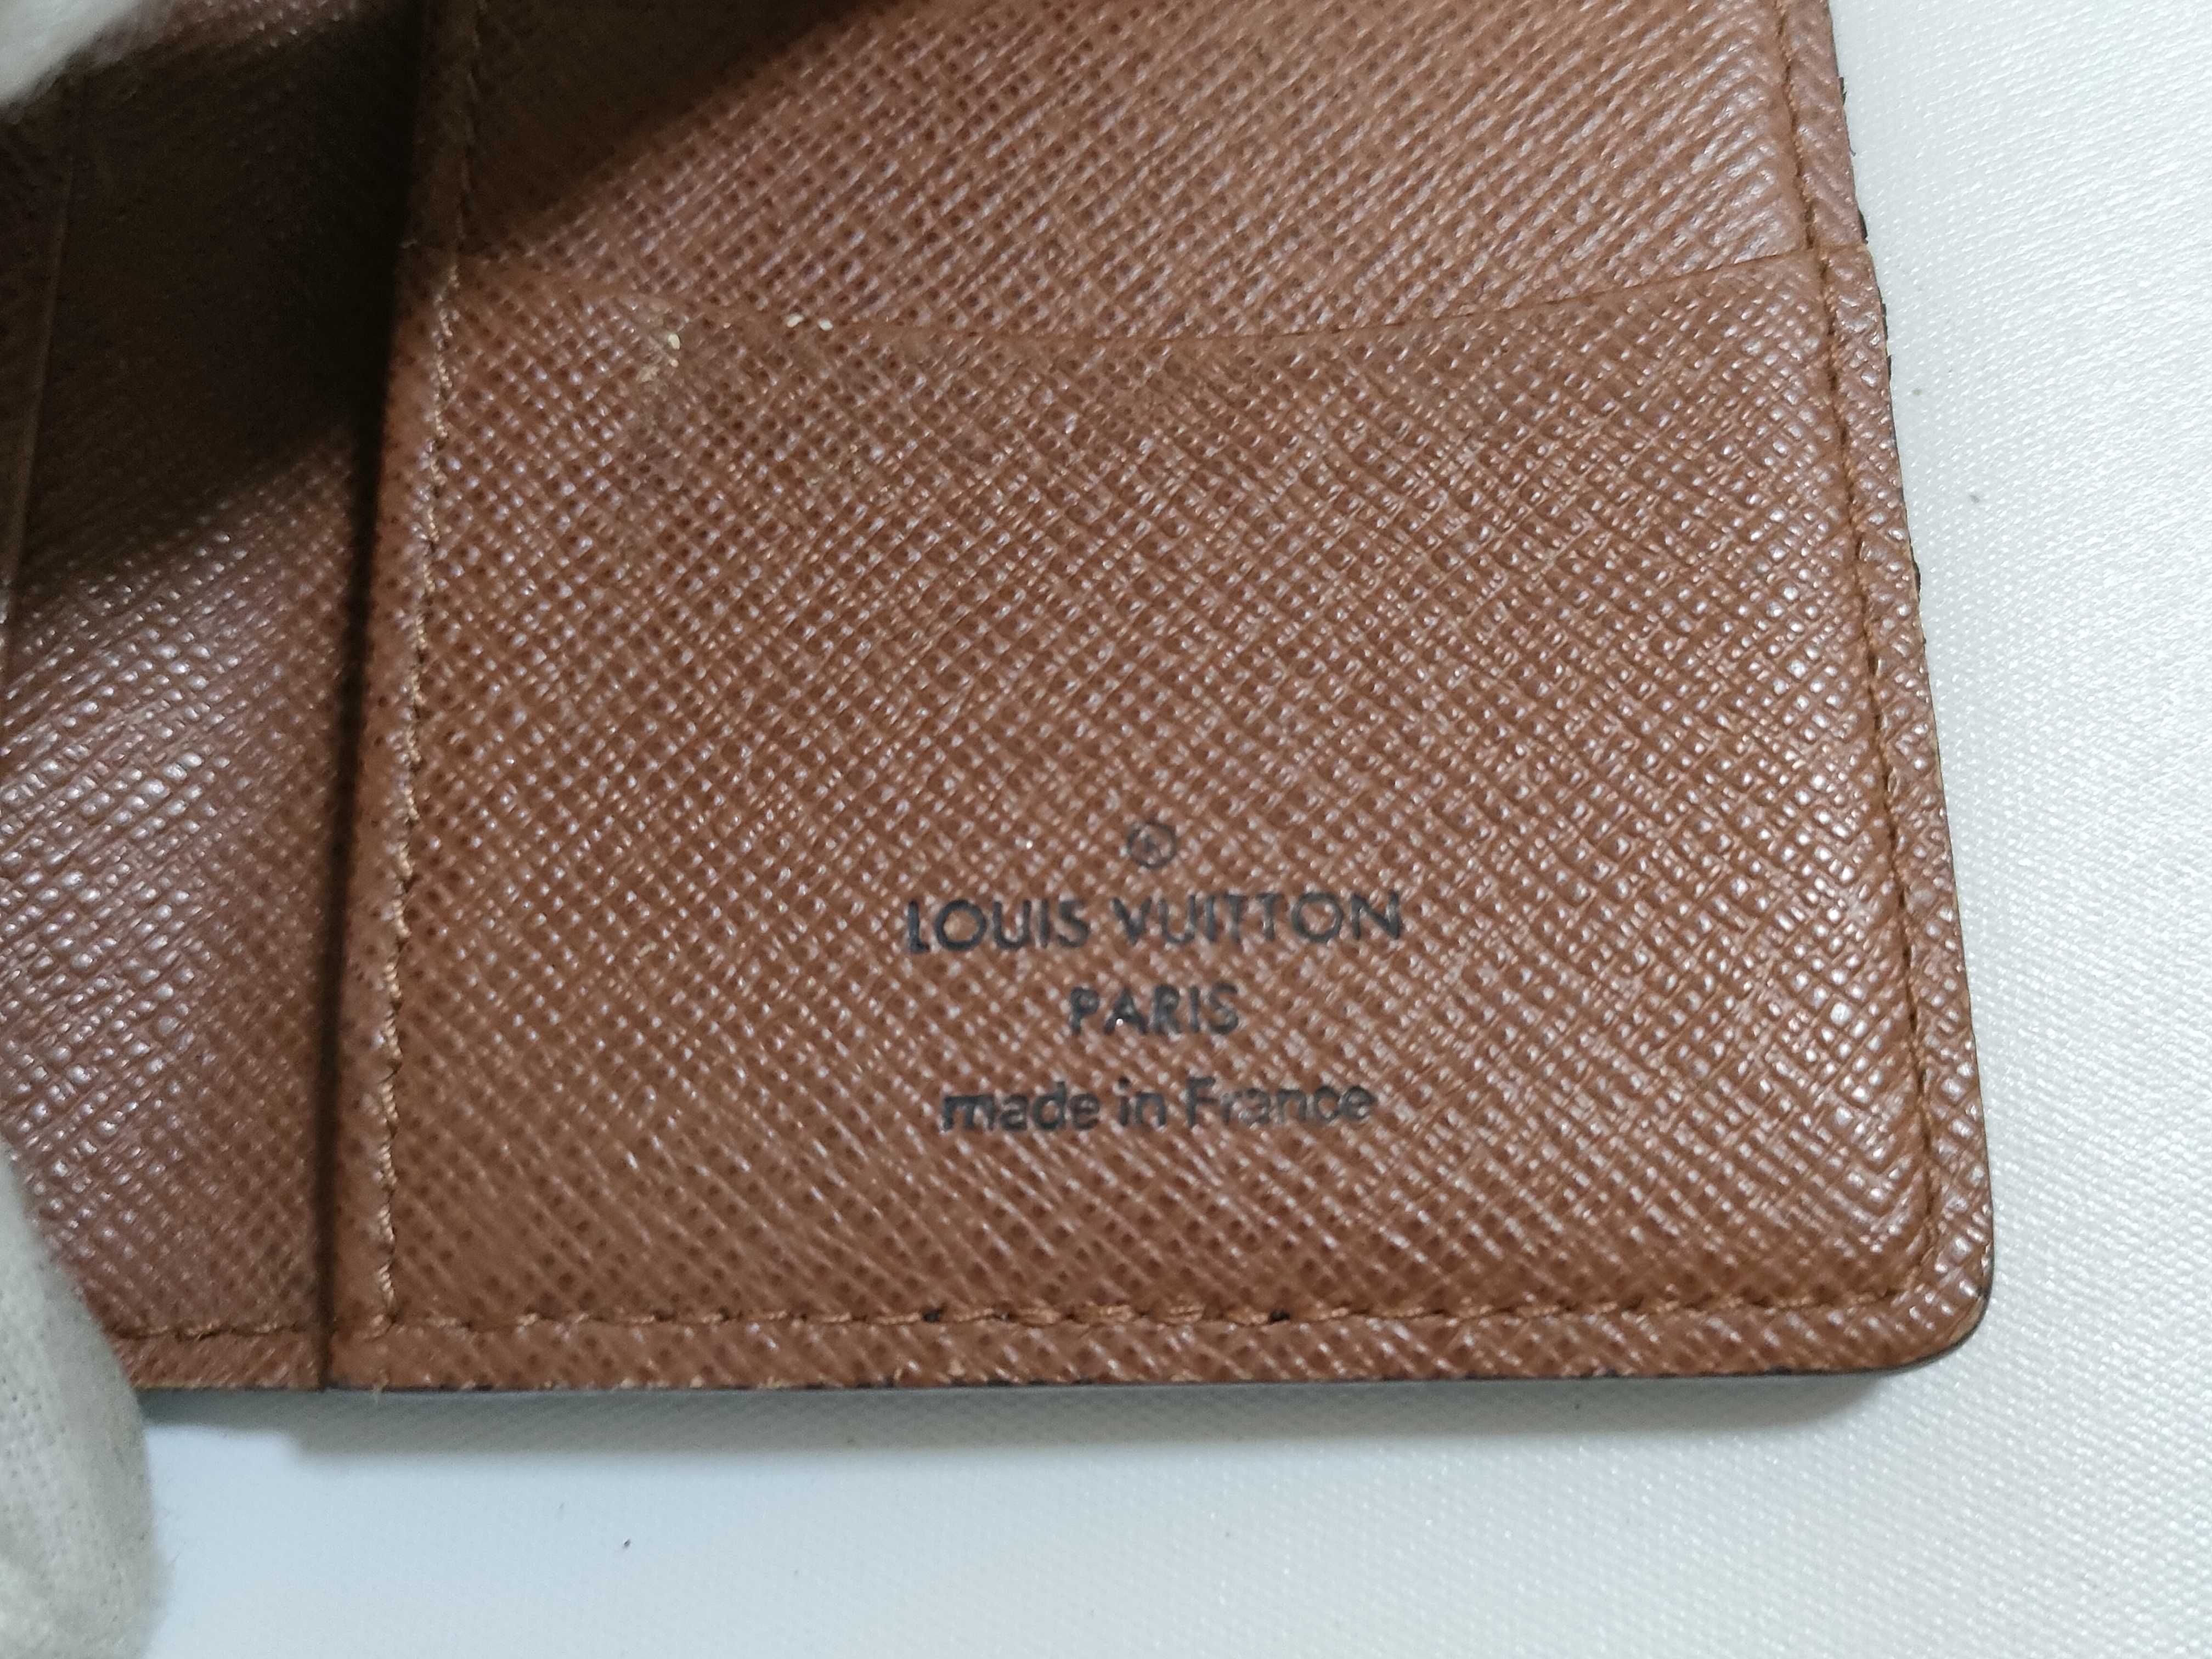 ®
LOUIS VUITTON
PARIS
made in France